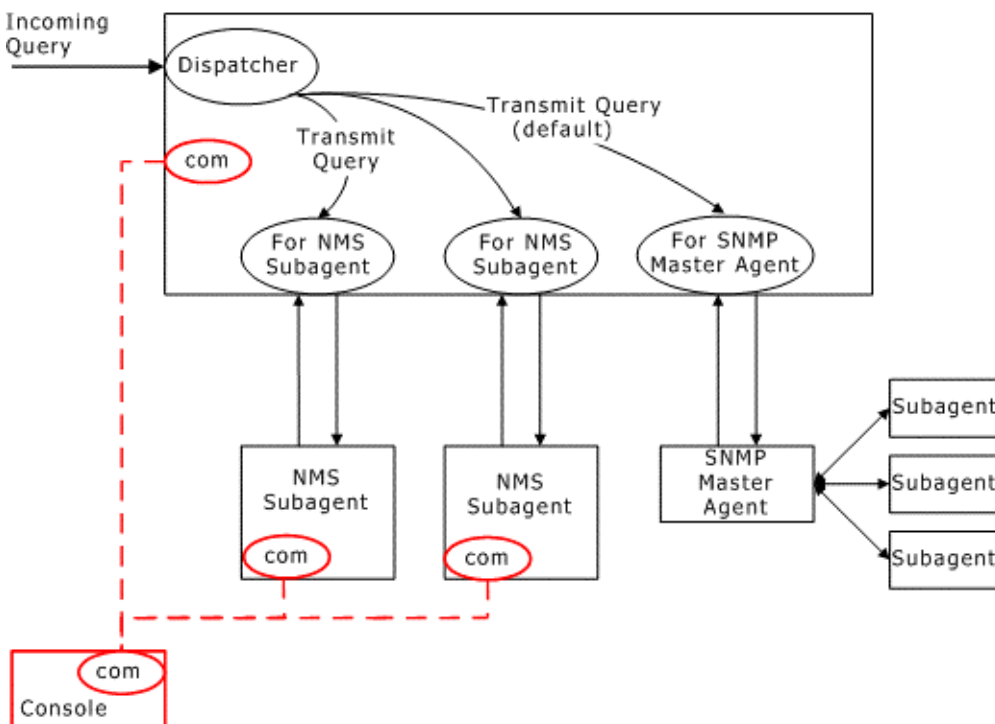 Incoming
Query
Dispatcher
Transmit Query
(default)
Transmit
Query
com
For NMS
Subagent
For NMS
Subagent
For SNMP
Master Agent
Subagent
NMS
Subagent
com
NMS
Subagent
com
SNMP
Master
Agent
Subagent
Subagent
com
Console